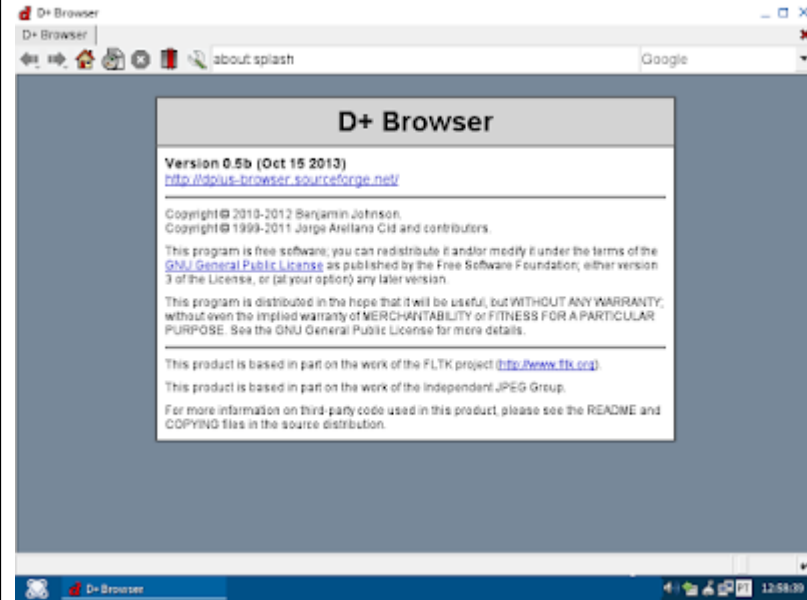 D+ Browser
D+ Browser
about:splash
Google
D+ Browser
Version 0.5b (Oct 15 2013)
http://dplus-browser.sourceforge.net/
Copyright © 2010-2012 Benjamin Johnson.
Copyright © 1999-2011 Jorge Arellano Cid and contributors.
This program is free software; you can redistribute it and/or modify it under the terms of the
GNU General Public License as published by the Free Software Foundation; either version
3 of the License, or (at your option) any later version.
This program is distributed in the hope that it will be useful, but WITHOUT ANY WARRANTY;
without even the implied warranty of MERCHANTABILITY or FITNESS FOR A PARTICULAR
PURPOSE. See the GNU General Public License for more details.
This product is based in part on the work of the FLTK project (http://www.fltk.org).
This product is based in part on the work of the Independent JPEG Group.
For more information on third-party code used in this product, please see the README and
COPYING files in the source distribution.
D+ Browser
PT
12:58:39